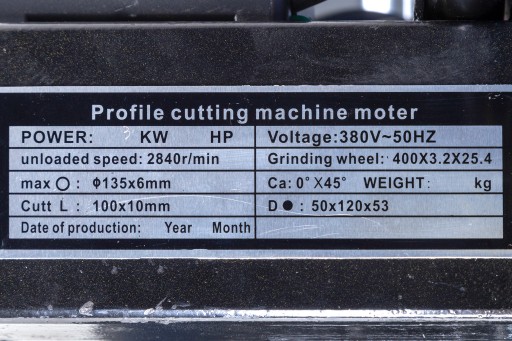 Profile cutting machine moter
POWER: KW HP Voltage:380V~50HZ
unloaded speed: 2840r/min Grinding wheel: 400X3.2X25.4
max ○: Φ135x6mm Ca: 0°X45° WEIGHT: kg
Cutt L: 100x10mm D ●: 50x120x53
Date of production: Year Month